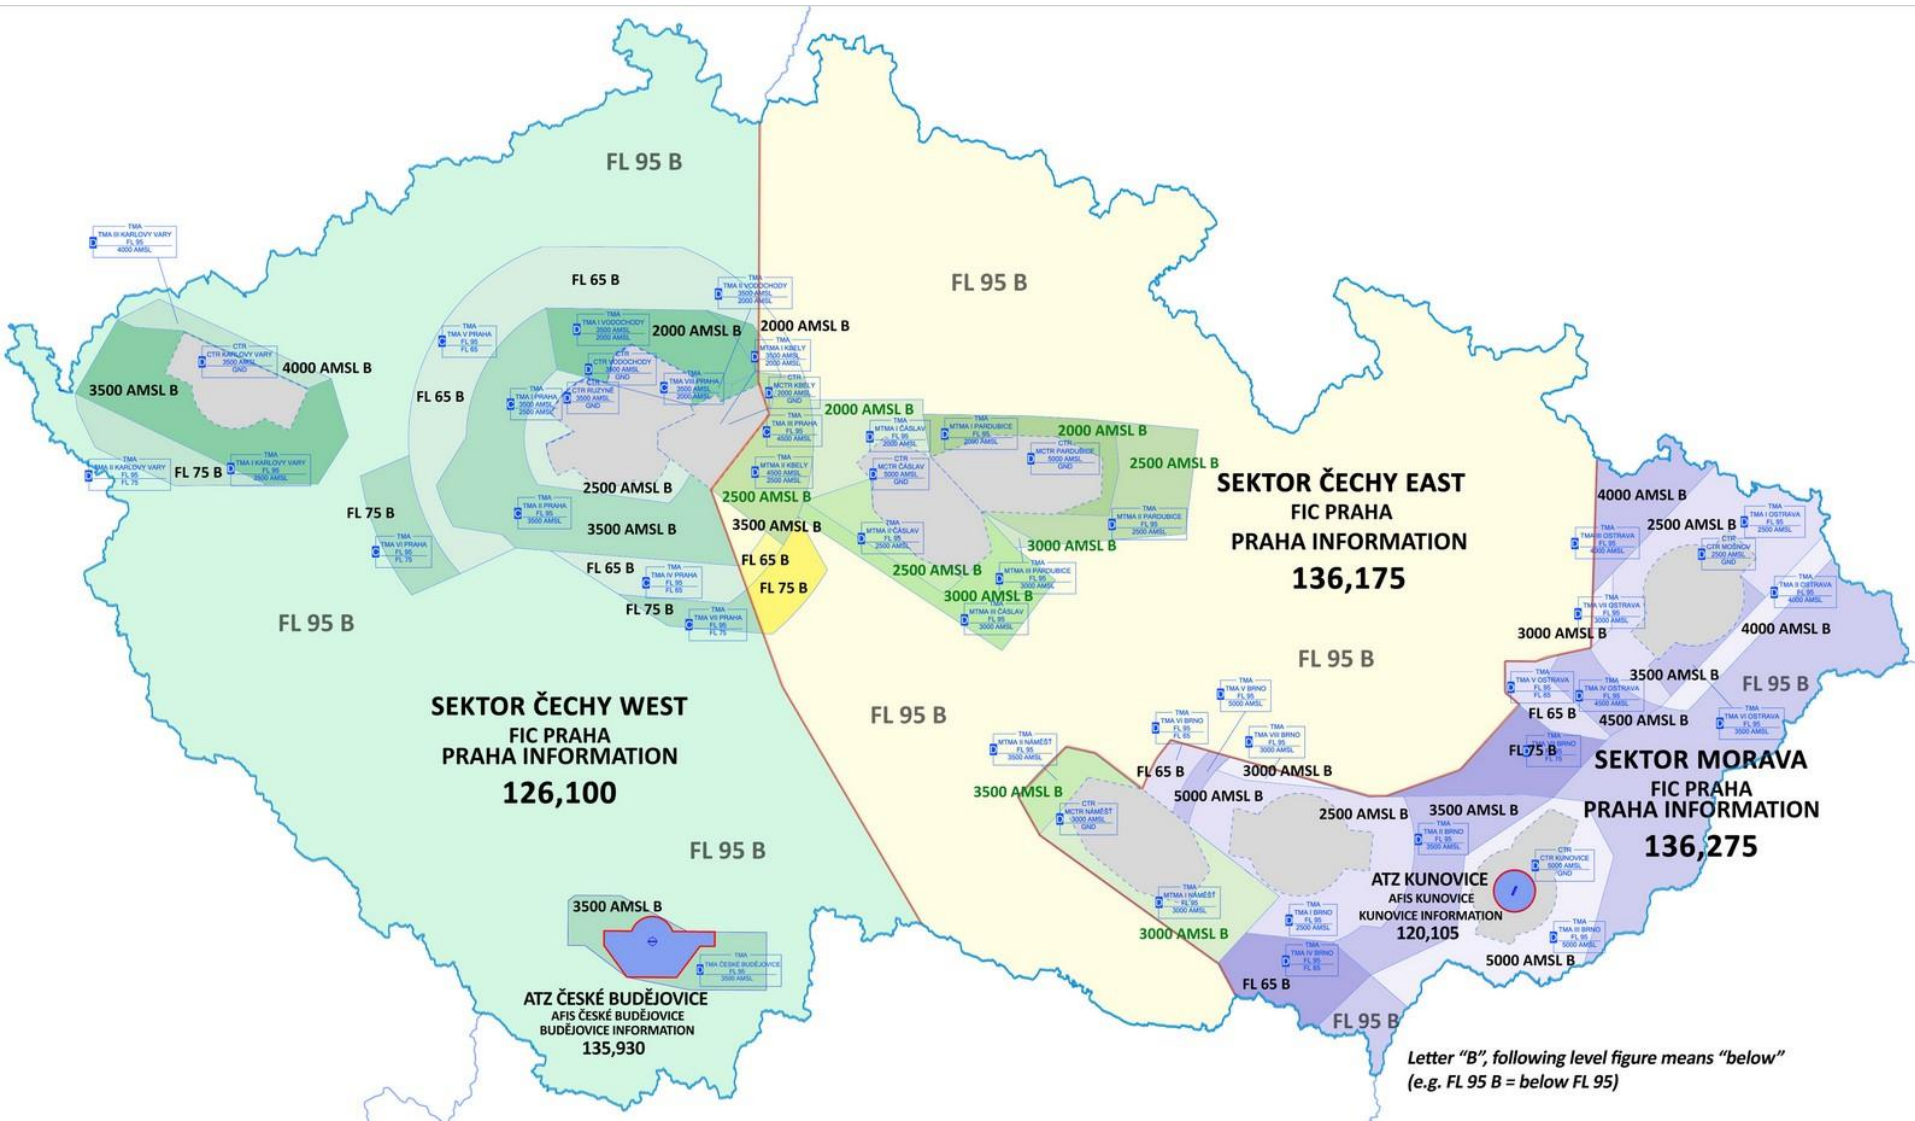 FL 95 B
TMA
TMA III KARLOVY VARY
FL 95
4000 AMSL
D
FL 65 B
TMA
TMA II VODOCHODY
3500 AMSL
2000 AMSL
D
FL 95 B
TMA
TMA V PRAHA
FL 95
FL 65
C
TMA
TMA I VODOCHODY
3500 AMSL
2000 AMSL
D
2000 AMSL B
2000 AMSL B
TMA
MTMA I KBELY
3500 AMSL
2000 AMSL
D
CTR
CTR KARLOVY VARY
3500 AMSL
GND
D
4000 AMSL B
3500 AMSL B
CTR
CTR VODOCHODY
3500 AMSL
GND
D
CTR
CTR RUZYNĚ
3500 AMSL
GND
D
TMA
TMA VII PRAHA
3500 AMSL
2000 AMSL
C
CTR
MCTR KBELY
2000 AMSL
GND
D
FL 65 B
TMA
TMA I PRAHA
3500 AMSL
2500 AMSL
C
2000 AMSL B
TMA
TMA III PRAHA
FL 95
4500 AMSL
C
TMA
MTMA I ČÁSLAV
FL 95
2000 AMSL
D
TMA
MTMA I PARDUBICE
FL 95
2000 AMSL
D
2000 AMSL B
CTR
MCTR PARDUBICE
5000 AMSL
GND
D
2500 AMSL B
TMA
TMA II KARLOVY VARY
FL 95
FL 75
D
FL 75 B
TMA
TMA I KARLOVY VARY
FL 95
2500 AMSL
D
TMA
MTMA II KBELY
4500 AMSL
2500 AMSL
D
CTR
MCTR ČÁSLAV
5000 AMSL
GND
D
2500 AMSL B
2500 AMSL B
SEKTOR ČECHY EAST
FIC PRAHA
PRAHA INFORMATION
136,175
4000 AMSL B
FL 75 B
TMA
TMA II PRAHA
FL 95
3500 AMSL
C
3500 AMSL B
3500 AMSL B
TMA
MTMA II PARDUBICE
FL 95
2500 AMSL
D
2500 AMSL B
TMA
TMA I OSTRAVA
FL 95
2500 AMSL
D
TMA
TMA VI PRAHA
FL 95
FL 75
C
TMA
MTMA II ČÁSLAV
FL 95
2500 AMSL
D
3000 AMSL B
TMA
TMA III OSTRAVA
FL 95
4000 AMSL
D
CTR
CTR MOŠNOV
2500 AMSL
GND
D
FL 65 B
FL 65 B
2500 AMSL B
TMA
TMA IV PRAHA
FL 95
FL 65
C
FL 75 B
TMA
MTMA III PARDUBICE
FL 95
3000 AMSL
D
3000 AMSL B
TMA
TMA II OSTRAVA
FL 95
4000 AMSL
D
FL 75 B
TMA
TMA VII PRAHA
FL 95
FL 75
C
TMA
MTMA III ČÁSLAV
FL 95
3000 AMSL
D
TMA
TMA VII OSTRAVA
FL 95
3000 AMSL
D
FL 95 B
3000 AMSL B
4000 AMSL B
FL 95 B
TMA
TMA V OSTRAVA
FL 95
FL 65
D
TMA
TMA IV OSTRAVA
FL 95
4500 AMSL
D
3500 AMSL B
FL 95 B
SEKTOR ČECHY WEST
FIC PRAHA
PRAHA INFORMATION
126,100
FL 95 B
TMA
TMA V BRNO
FL 95
5000 AMSL
D
FL 65 B
4500 AMSL B
TMA
TMA VI OSTRAVA
FL 95
3500 AMSL
D
TMA
MTMA II NÁMĚŠŤ
FL 95
3500 AMSL
D
TMA
TMA VI BRNO
FL 95
FL 65
D
TMA
TMA VIII BRNO
FL 95
3000 AMSL
D
FL 75 B
TMA
TMA VII BRNO
FL 95
FL 75
D
SEKTOR MORAVA
FIC PRAHA
PRAHA INFORMATION
136,275
FL 65 B
3000 AMSL B
3500 AMSL B
5000 AMSL B
2500 AMSL B
3500 AMSL B
CTR
MCTR NÁMĚŠŤ
3000 AMSL
GND
D
TMA
TMA II BRNO
FL 95
3500 AMSL
D
FL 95 B
CTR
CTR KUNOVICE
5000 AMSL
GND
D
ATZ KUNOVICE
AFIS KUNOVICE
KUNOVICE INFORMATION
120,105
TMA
MTMA I NÁMĚŠŤ
FL 95
3000 AMSL
D
3500 AMSL B
TMA
TMA I BRNO
FL 95
2500 AMSL
D
3000 AMSL B
TMA
TMA III BRNO
FL 95
5000 AMSL
D
TMA
TMA ČESKÉ BUDĚJOVICE
FL 95
3500 AMSL
D
TMA
TMA IV BRNO
FL 95
FL 65
D
5000 AMSL B
FL 65 B
ATZ ČESKÉ BUDĚJOVICE
AFIS ČESKÉ BUDĚJOVICE
BUDĚJOVICE INFORMATION
135,930
FL 95 B
Letter “B”, following level figure means “below”
(e.g. FL 95 B = below FL 95)